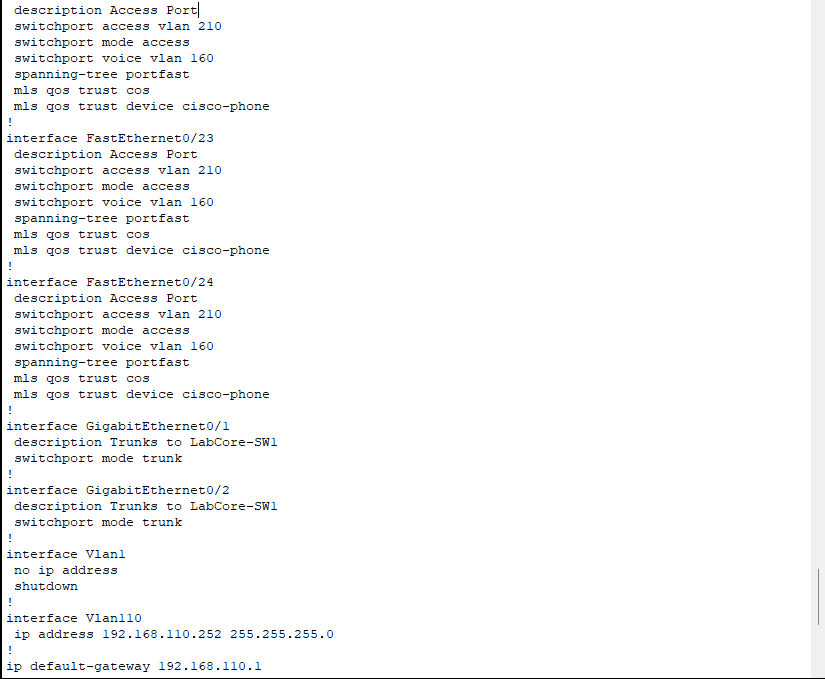 description Access Port
switchport access vlan 210
switchport mode access
switchport voice vlan 160
spanning-tree portfast
mls qos trust cos
mls qos trust device cisco-phone
!
interface FastEthernet0/23
description Access Port
switchport access vlan 210
switchport mode access
switchport voice vlan 160
spanning-tree portfast
mls qos trust cos
mls qos trust device cisco-phone
!
interface FastEthernet0/24
description Access Port
switchport access vlan 210
switchport mode access
switchport voice vlan 160
spanning-tree portfast
mls qos trust cos
mls qos trust device cisco-phone
!
interface GigabitEthernet0/1
description Trunks to LabCore-SW1
switchport mode trunk
!
interface GigabitEthernet0/2
description Trunks to LabCore-SW1
switchport mode trunk
!
interface Vlan1
no ip address
shutdown
!
interface Vlan110
ip address 192.168.110.252 255.255.255.0
!
ip default-gateway 192.168.110.1